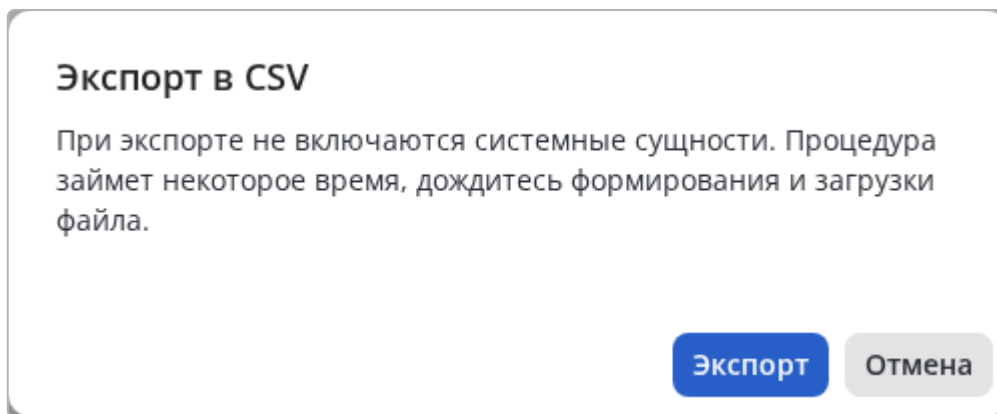 Экспорт в CSV
При экспорте не включаются системные сущности. Процедура
займет некоторое время, дождитесь формирования и загрузки
файла.
Экспорт
Отмена